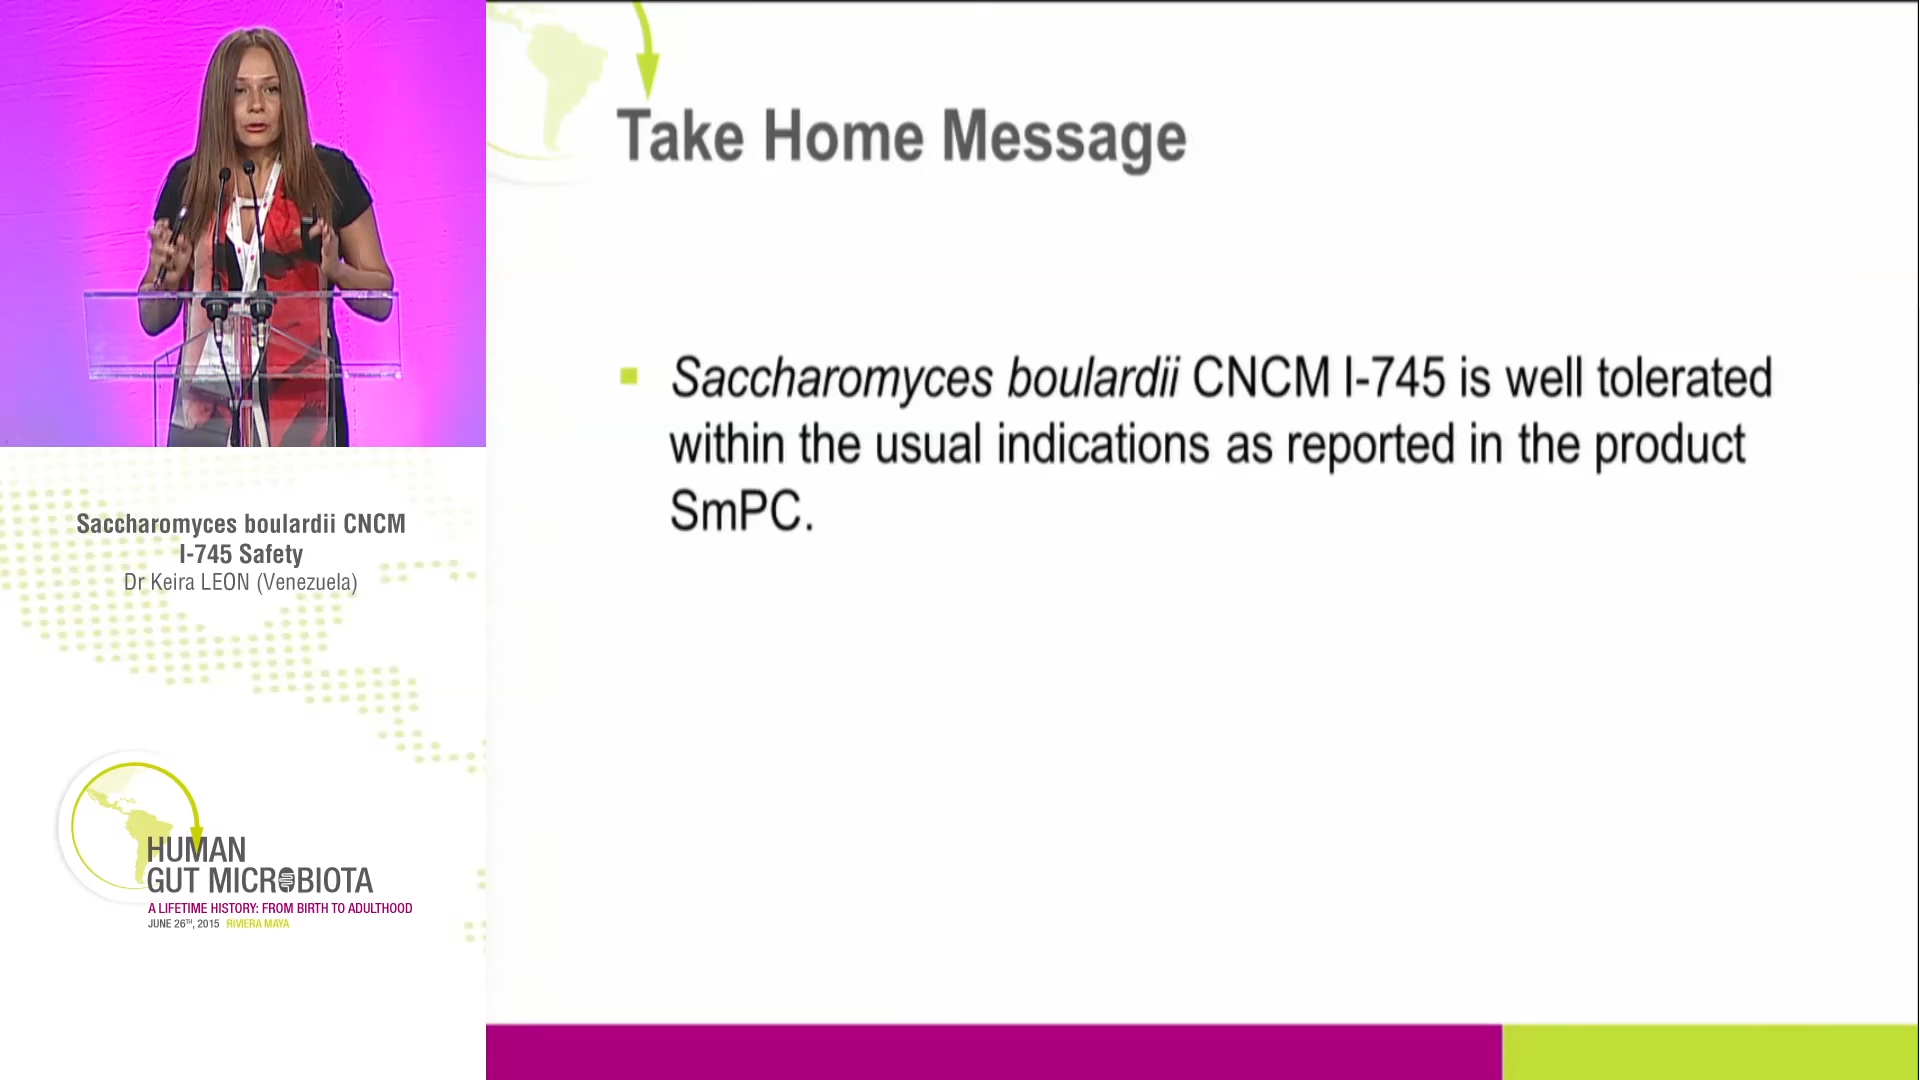 Take Home Message
Saccharomyces boulardii CNCM I-745 is well tolerated
within the usual indications as reported in the product
SmPC.
Saccharomyces boulardii CNCM
I-745 Safety
Dr Keira LEON (Venezuela)
HUMAN
GUT MICROBIOTA
A LIFETIME HISTORY: FROM BIRTH TO ADULTHOOD
JUNE 26TH, 2015 RIVIERA MAYA